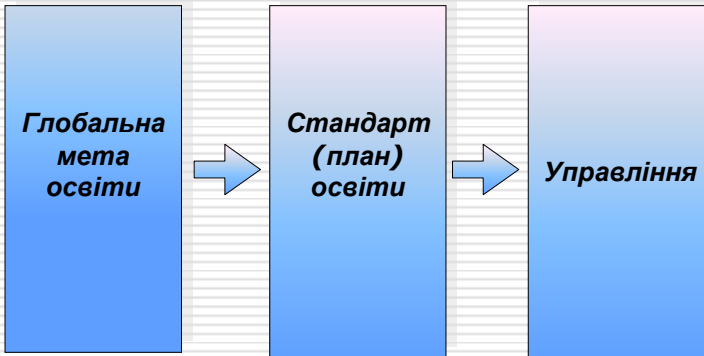 Глобальна
мета
освіти
Стандарт
(план)
освіти
Управління